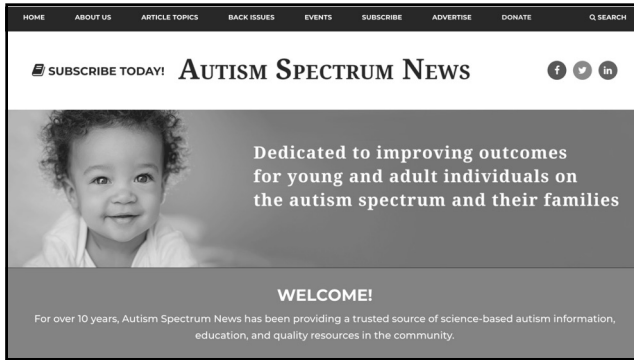 HOME ABOUT US ARTICLE TOPICS BACK ISSUES EVENTS SUBSCRIBE ADVERTISE DONATE SEARCH
SUBSCRIBE TODAY! AUTISM SPECTRUM NEWS f in
Dedicated to improving outcomes
for young and adult individuals on
the autism spectrum and their families
WELCOME!
For over 10 years, Autism Spectrum News has been providing a trusted source of science-based autism information,
education, and quality resources in the community.